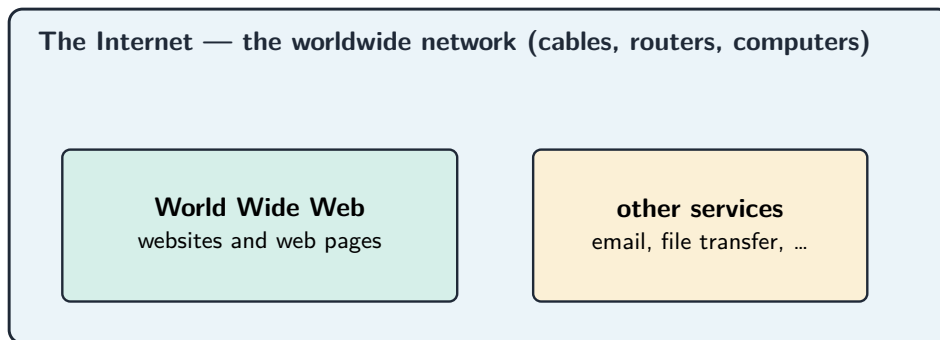 The Internet — the worldwide network (cables, routers, computers)
World Wide Web
websites and web pages
other services
email, file transfer, …